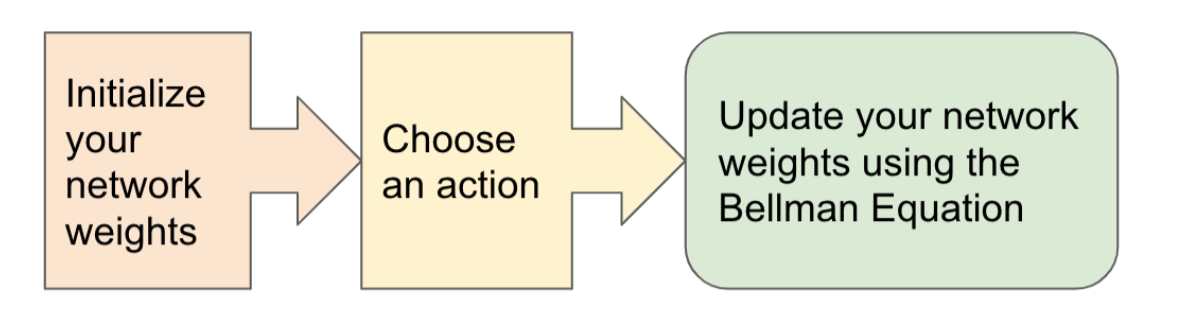 Initialize
your
network
weights
Choose
an action
Update your network
weights using the
Bellman Equation